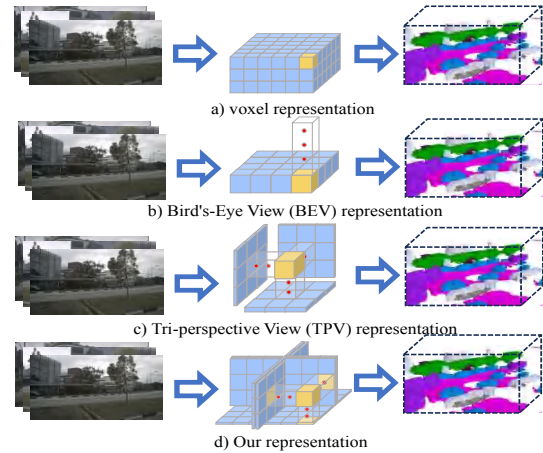 a) voxel representation
b) Bird's-Eye View (BEV) representation
c) Tri-perspective View (TPV) representation
d) Our representation